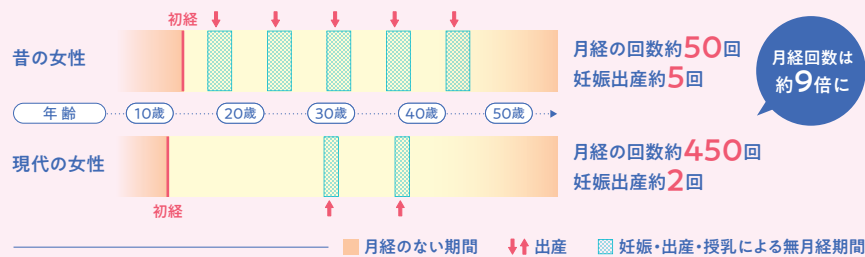 初経
昔の女性
月経の回数約50回
妊娠出産約5回
月経回数は
約9倍に
年齢
10歳
20歳
30歳
40歳
50歳
現代の女性
月経の回数約450回
妊娠出産約2回
初経
月経のない期間
出産
妊娠・出産・授乳による無月経期間